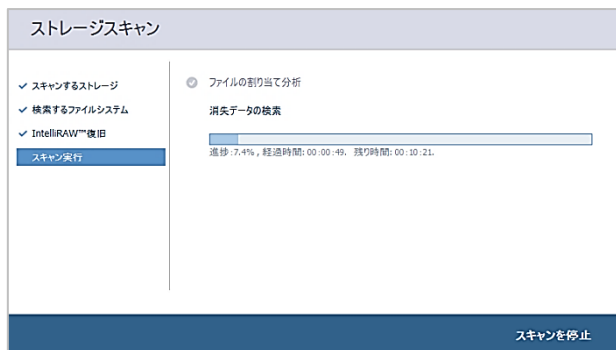 ストレージスキャン
スキャンするストレージ
検索するファイルシステム
IntelliRAW™復旧
スキャン実行
ファイルの割り当て分析
消失データの検索
進捗:7.4%, 経過時間: 00:00:49. 残り時間: 00:10:21.
スキャンを停止